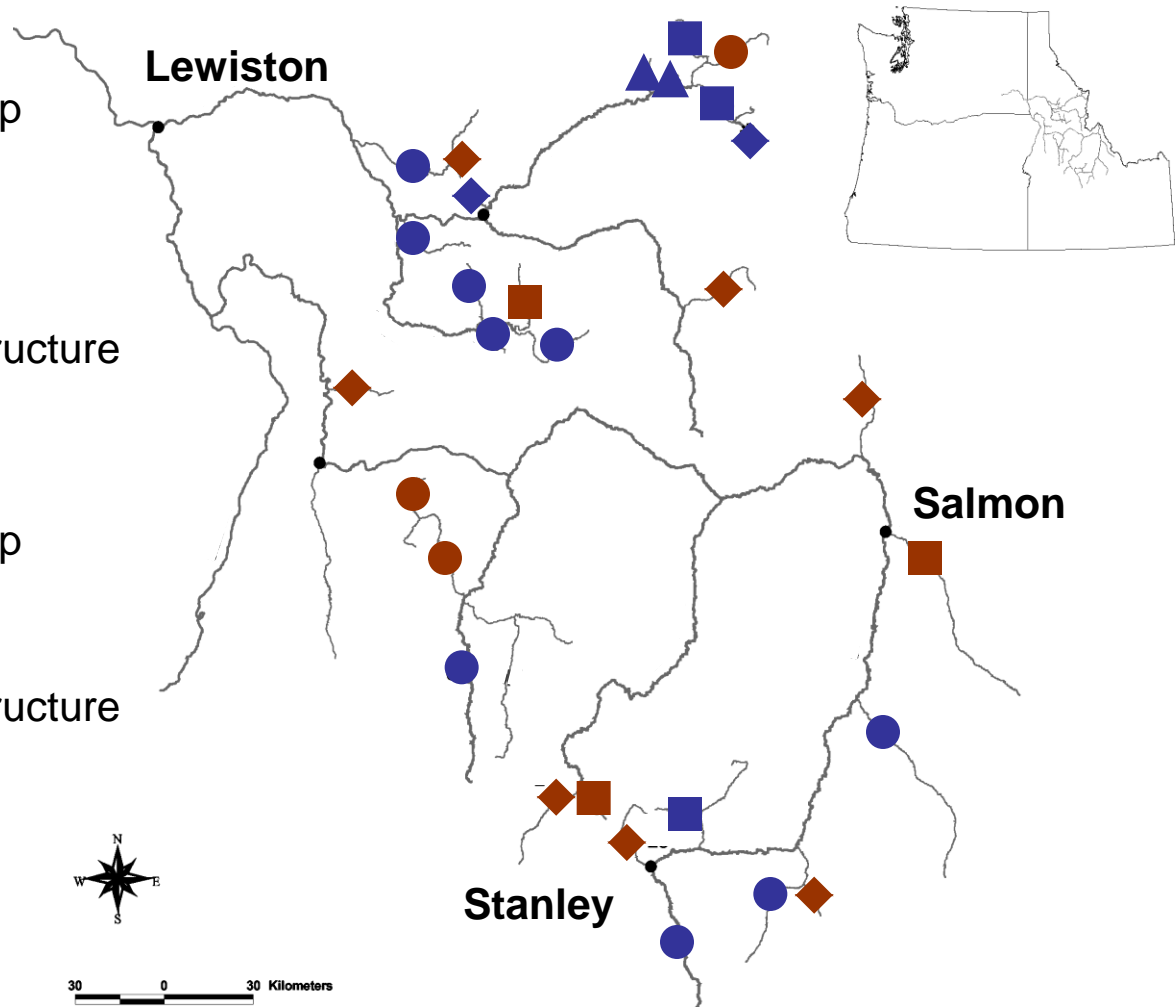 Lewiston
p
ructure
Salmon
p
ructure
Stanley
N
W E
S
30 0 30 Kilometers